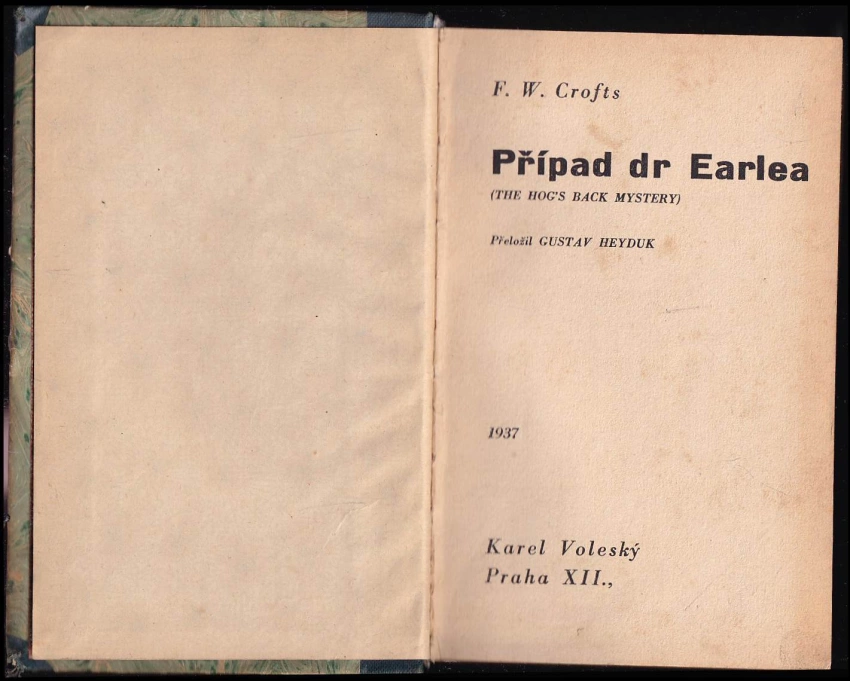 F. W. Crofts
Případ dr Earlea
(THE HOG'S BACK MYSTERY)
Přeložil GUSTAV HEYDUK
1937
Karel Voleský
Praha XII.,